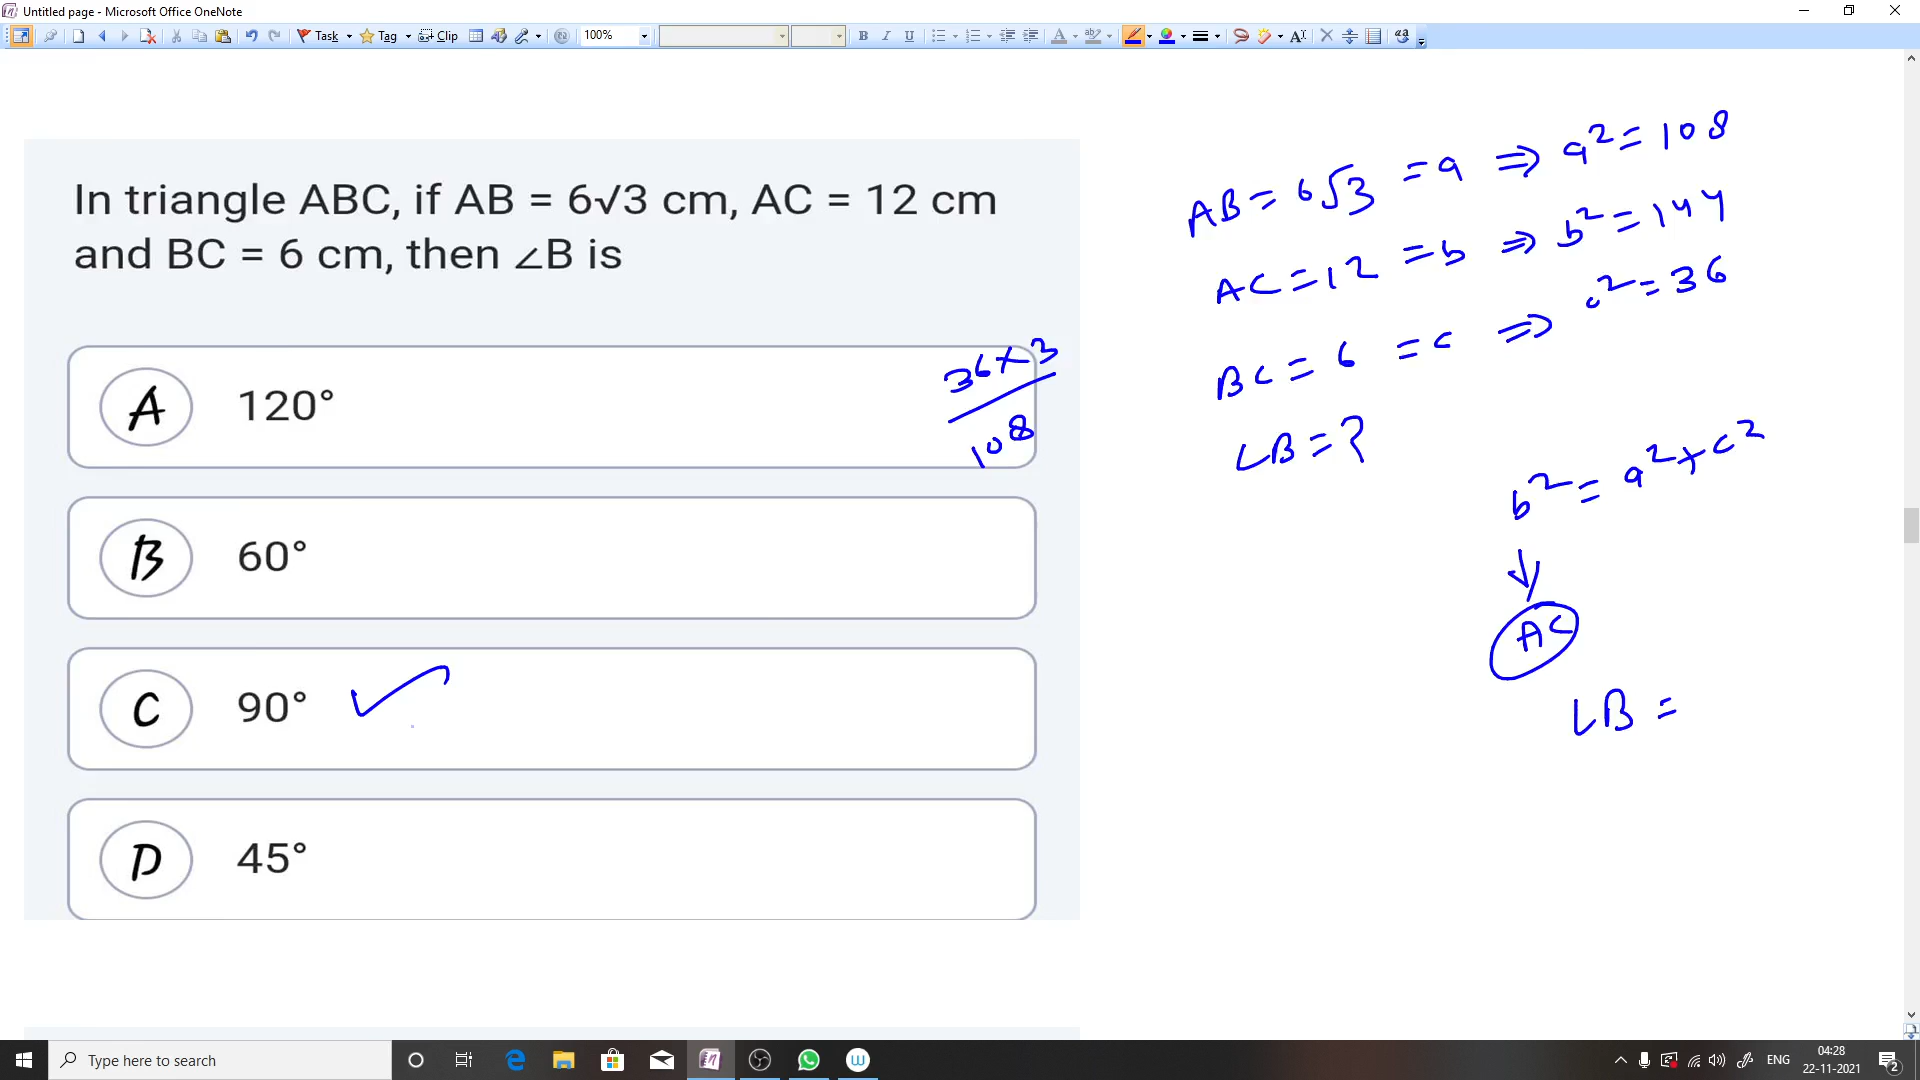 Untitled page - Microsoft Office OneNote
Task Tag Clip 100% B I U
In triangle ABC, if AB = 6√3 cm, AC = 12 cm
and BC = 6 cm, then ∠B is
A 120°
B 60°
C 90°
D 45°
36×3
108
AB = 6√3 = a ⇒ a² = 108
AC = 12 = b ⇒ b² = 144
BC = 6 = c ⇒ c² = 36
∠B = ?
b² = a² + c²
AC
∠B =
Type here to search
ENG
04:28
22-11-2021
2